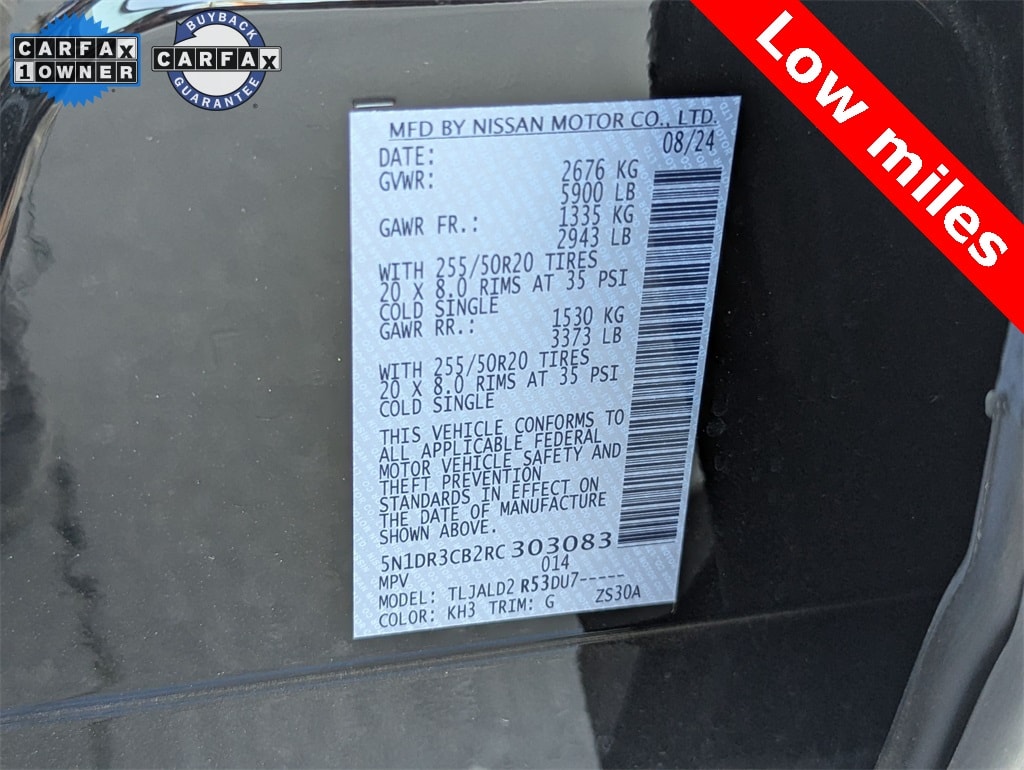 CARFAX
1 OWNER
BUYBACK
CARFAX
GUARANTEE
Low miles
MFD BY NISSAN MOTOR CO., LTD.
DATE: 08/24
GVWR: 2676 KG
5900 LB
GAWR FR.: 1335 KG
2943 LB
WITH 255/50R20 TIRES
20 X 8.0 RIMS AT 35 PSI
COLD SINGLE
GAWR RR.: 1530 KG
3373 LB
WITH 255/50R20 TIRES
20 X 8.0 RIMS AT 35 PSI
COLD SINGLE
THIS VEHICLE CONFORMS TO
ALL APPLICABLE FEDERAL
MOTOR VEHICLE SAFETY AND
THEFT PREVENTION
STANDARDS IN EFFECT ON
THE DATE OF MANUFACTURE
SHOWN ABOVE.
5N1DR3CB2RC 303083
MPV 014
MODEL: TLJALD2 R53DU7-----
COLOR: KH3 TRIM: G ZS30A